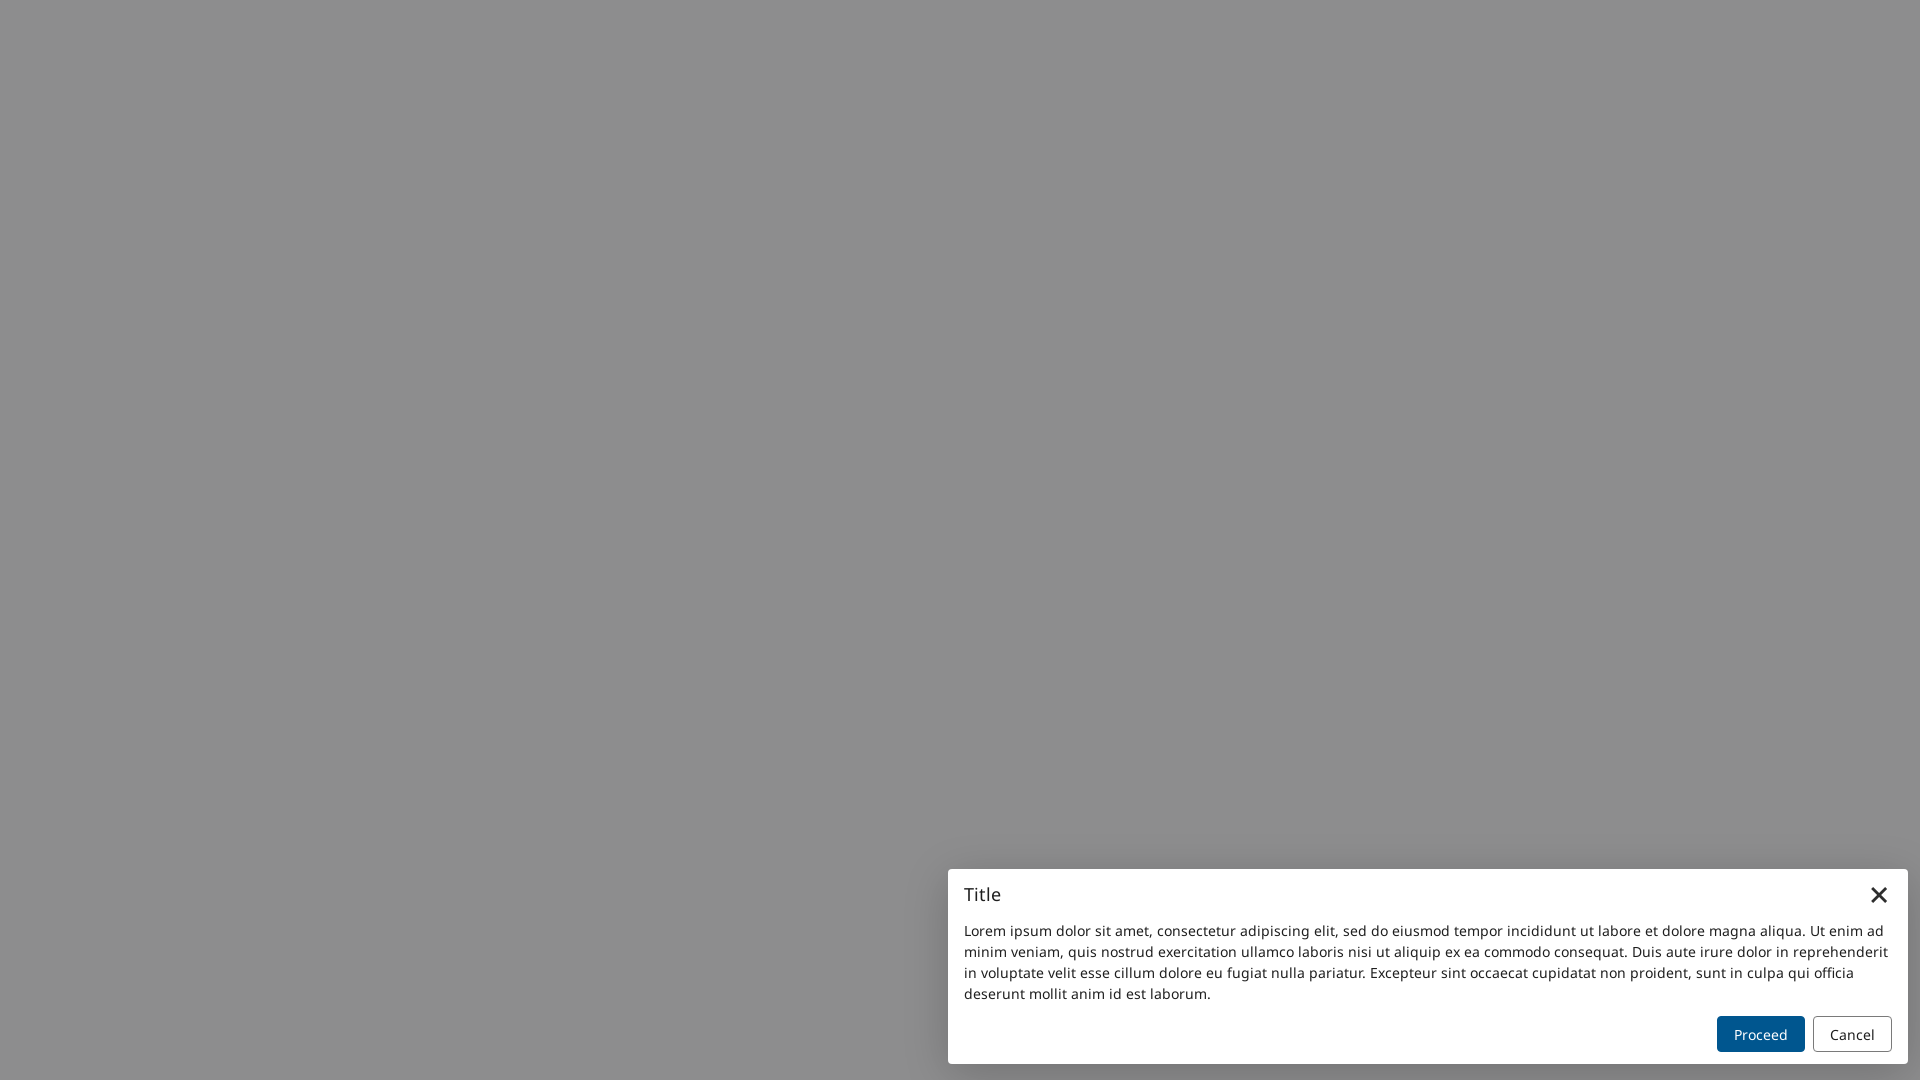 Title
Lorem ipsum dolor sit amet, consectetur adipiscing elit, sed do eiusmod tempor incididunt ut labore et dolore magna aliqua. Ut enim ad
minim veniam, quis nostrud exercitation ullamco laboris nisi ut aliquip ex ea commodo consequat. Duis aute irure dolor in reprehenderit
in voluptate velit esse cillum dolore eu fugiat nulla pariatur. Excepteur sint occaecat cupidatat non proident, sunt in culpa qui officia
deserunt mollit anim id est laborum.
Proceed Cancel